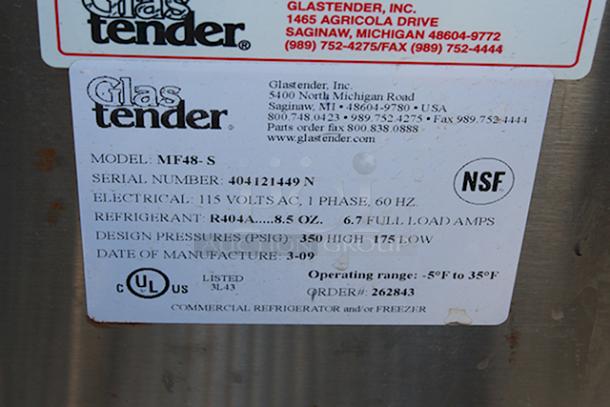 Glas
tender®
GLASTENDER, INC.
1465 AGRICOLA DRIVE
SAGINAW, MICHIGAN 48604-9772
(989) 752-4275/FAX (989) 752-4444
Glas
tender®
Glastender, Inc.
5400 North Michigan Road
Saginaw, MI • 48604-9780 • USA
800.748.0423 • 989.752.4275 • Fax 989.752.4444
Parts order fax 800.838.0888
www.glastender.com
MODEL: MF48- S
SERIAL NUMBER: 404121449 N
NSF
ELECTRICAL: 115 VOLTS AC, 1 PHASE, 60 HZ.
REFRIGERANT: R404A.....8.5 OZ. 6.7 FULL LOAD AMPS
DESIGN PRESSURES (PSIG) 350 HIGH 175 LOW
AUCTION GROUP
DATE OF MANUFACTURE: 3-09
C UL US
LISTED
3L43
Operating range: -5°F to 35°F
ORDER#: 262843
COMMERCIAL REFRIGERATOR and/or FREEZER